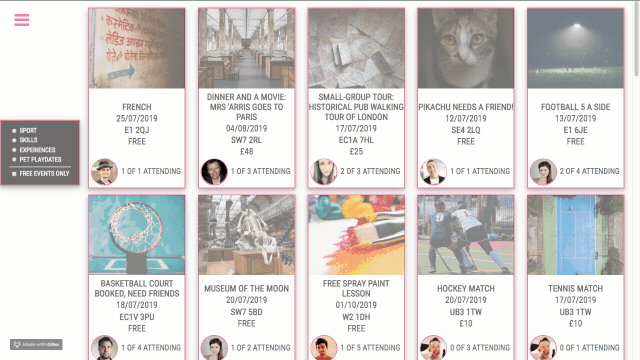 SPORT
SKILLS
EXPERIENCES
PET PLAYDATES
FREE EVENTS ONLY
FRENCH
25/07/2019
E1 2QJ
FREE
1 OF 1 ATTENDING
DINNER AND A MOVIE:
MRS 'ARRIS GOES TO
PARIS
04/08/2019
SW7 2RL
£48
1 OF 3 ATTENDING
SMALL-GROUP TOUR:
HISTORICAL PUB WALKING
TOUR OF LONDON
17/07/2019
EC1A 7HL
£25
2 OF 3 ATTENDING
PIKACHU NEEDS A FRIEND!
12/07/2019
SE4 2LQ
FREE
1 OF 1 ATTENDING
FOOTBALL 5 A SIDE
13/07/2019
E1 6JE
FREE
2 OF 4 ATTENDING
BASKETBALL COURT
BOOKED, NEED FRIENDS
18/07/2019
EC1V 3PU
FREE
1 OF 4 ATTENDING
MUSEUM OF THE MOON
20/07/2019
SW7 5BD
FREE
1 OF 2 ATTENDING
FREE SPRAY PAINT
LESSON
01/10/2019
W2 1DH
FREE
1 OF 5 ATTENDING
HOCKEY MATCH
20/07/2019
UB3 1TW
£10
0 OF 3 ATTENDING
TENNIS MATCH
17/07/2019
UB3 1TW
£10
0 OF 1 ATTENDING
Made with Gifox